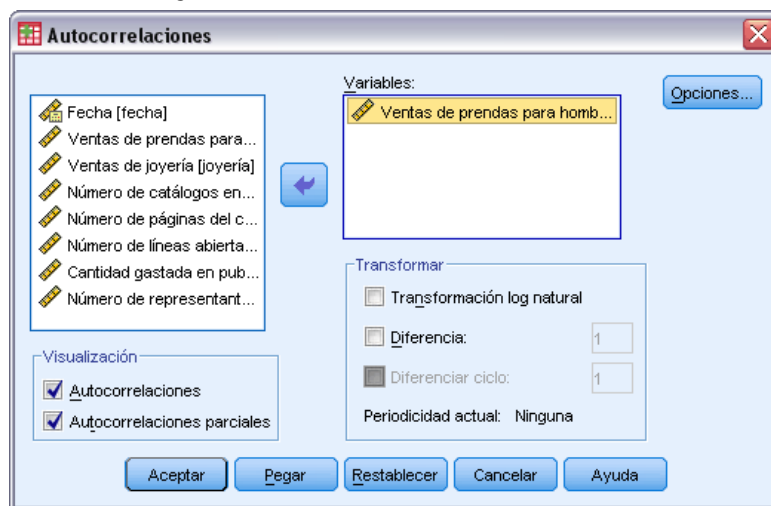 Autocorrelaciones
Fecha [fecha]
Ventas de prendas para...
Ventas de joyería [joyería]
Número de catálogos en...
Número de páginas del c...
Número de líneas abierta...
Cantidad gastada en pub...
Número de representant...
Variables:
Ventas de prendas para homb...
Opciones...
Transformar
Transformación log natural
Diferencia: 1
Diferenciar ciclo: 1
Periodicidad actual: Ninguna
Visualización
Autocorrelaciones
Autocorrelaciones parciales
Aceptar Pegar Restablecer Cancelar Ayuda